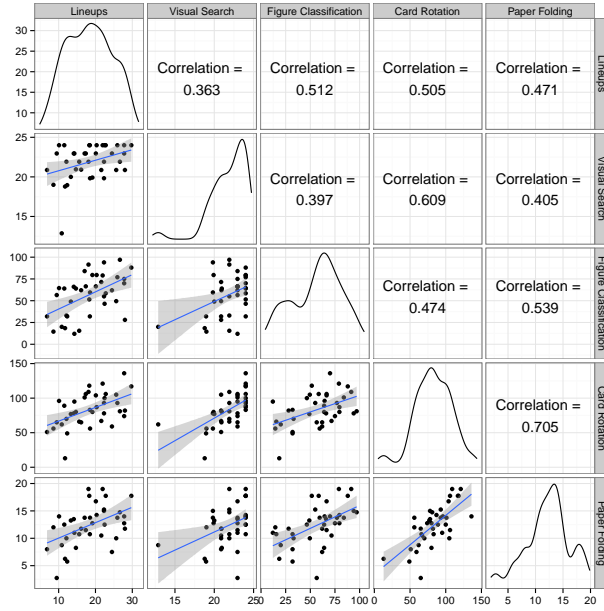 Lineups Visual Search Figure Classification Card Rotation Paper Folding
30
25
20
15
10
Correlation = 0.363
Correlation = 0.512
Correlation = 0.505
Correlation = 0.471
Lineups
25
20
15
Correlation = 0.397
Correlation = 0.609
Correlation = 0.405
Visual Search
100
75
50
25
0
Correlation = 0.474
Correlation = 0.539
Figure Classification
150
100
50
0
Correlation = 0.705
Card Rotation
20
15
10
5
Paper Folding
10 20 30 15 20 25 0 25 50 75 100 0 50 100 150 5 10 15 20